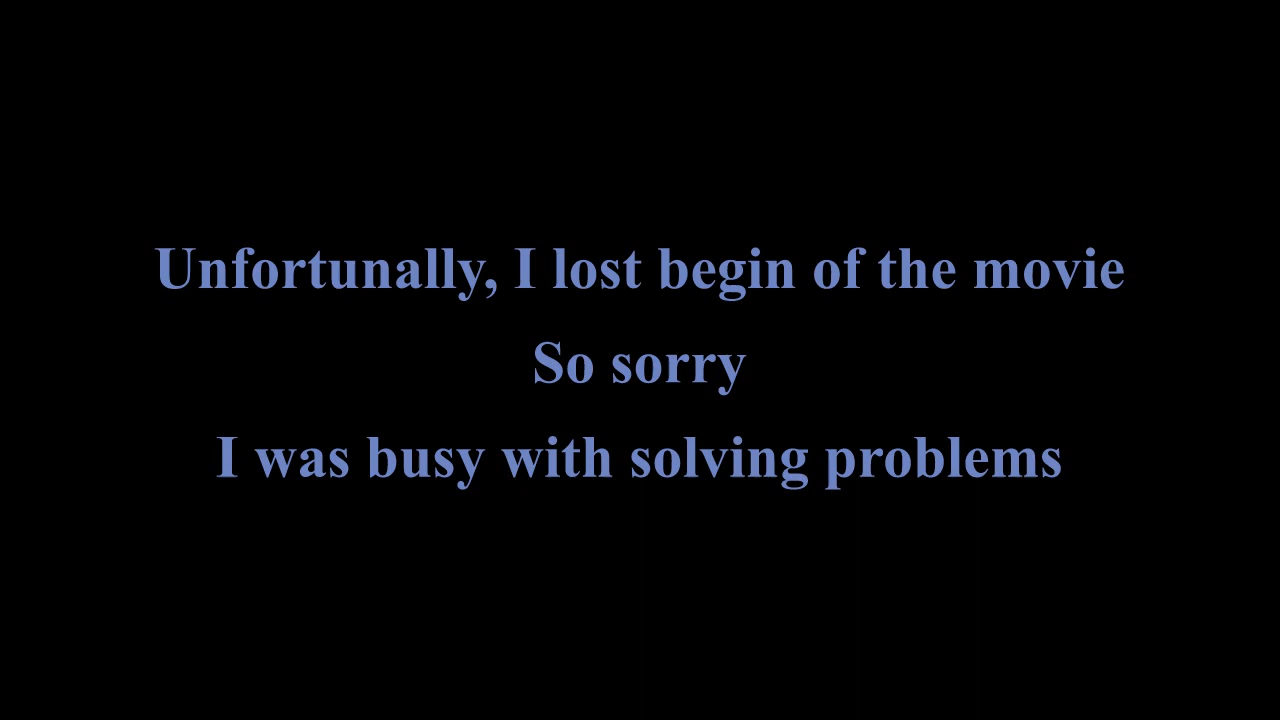 Unfortunally, I lost begin of the movie
So sorry
I was busy with solving problems